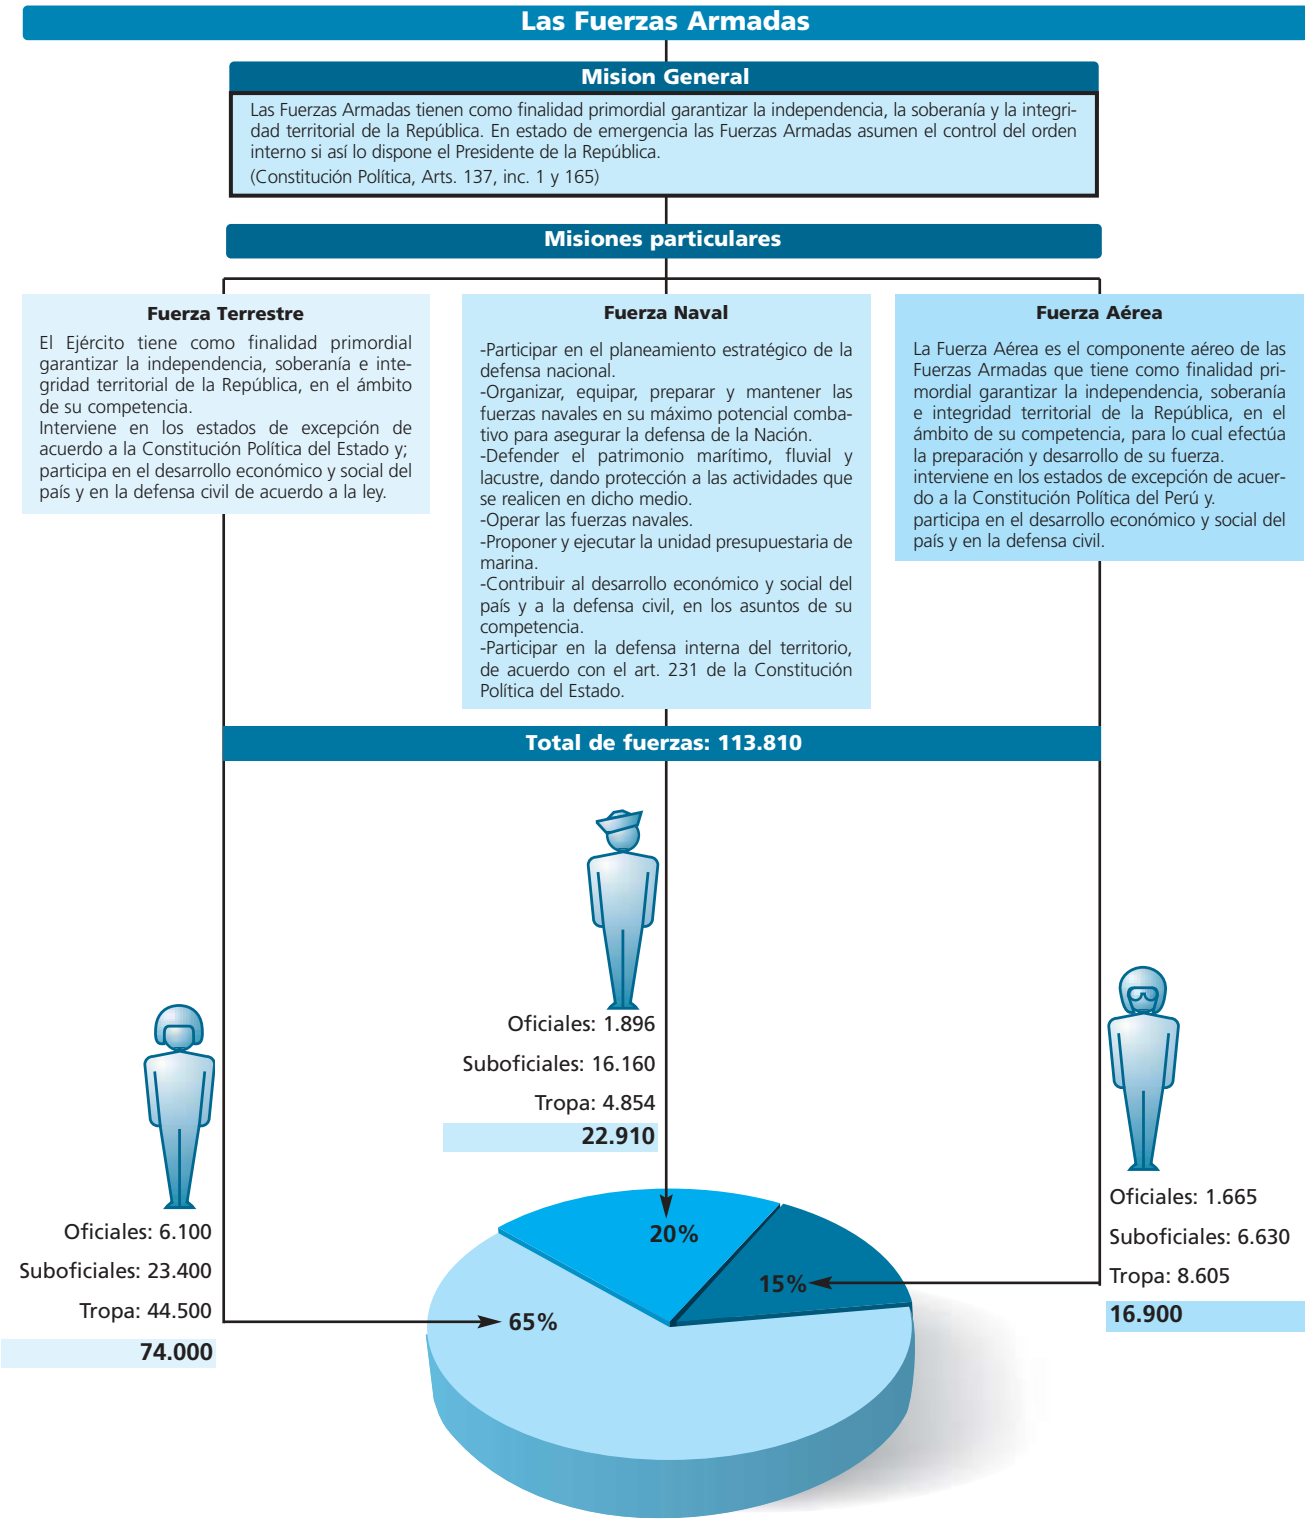 Las Fuerzas Armadas
Mision General
Las Fuerzas Armadas tienen como finalidad primordial garantizar la independencia, la soberanía y la integri-
dad territorial de la República. En estado de emergencia las Fuerzas Armadas asumen el control del orden
interno si así lo dispone el Presidente de la República.
(Constitución Política, Arts. 137, inc. 1 y 165)
Misiones particulares
Fuerza Terrestre
El Ejército tiene como finalidad primordial
garantizar la independencia, soberanía e inte-
gridad territorial de la República, en el ámbito
de su competencia.
Interviene en los estados de excepción de
acuerdo a la Constitución Política del Estado y;
participa en el desarrollo económico y social del
país y en la defensa civil de acuerdo a la ley.
Fuerza Naval
-Participar en el planeamiento estratégico de la
defensa nacional.
-Organizar, equipar, preparar y mantener las
fuerzas navales en su máximo potencial comba-
tivo para asegurar la defensa de la Nación.
-Defender el patrimonio marítimo, fluvial y
lacustre, dando protección a las actividades que
se realicen en dicho medio.
-Operar las fuerzas navales.
-Proponer y ejecutar la unidad presupuestaria de
marina.
-Contribuir al desarrollo económico y social del
país y a la defensa civil, en los asuntos de su
competencia.
-Participar en la defensa interna del territorio,
de acuerdo con el art. 231 de la Constitución
Política del Estado.
Fuerza Aérea
La Fuerza Aérea es el componente aéreo de las
Fuerzas Armadas que tiene como finalidad pri-
mordial garantizar la independencia, soberanía
e integridad territorial de la República, en el
ámbito de su competencia, para lo cual efectúa
la preparación y desarrollo de su fuerza.
interviene en los estados de excepción de acuer-
do a la Constitución Política del Perú y.
participa en el desarrollo económico y social del
país y en la defensa civil.
Total de fuerzas: 113.810
Oficiales: 1.896
Suboficiales: 16.160
Tropa: 4.854
22.910
Oficiales: 6.100
Suboficiales: 23.400
Tropa: 44.500
74.000
Oficiales: 1.665
Suboficiales: 6.630
Tropa: 8.605
16.900
20%
15%
65%